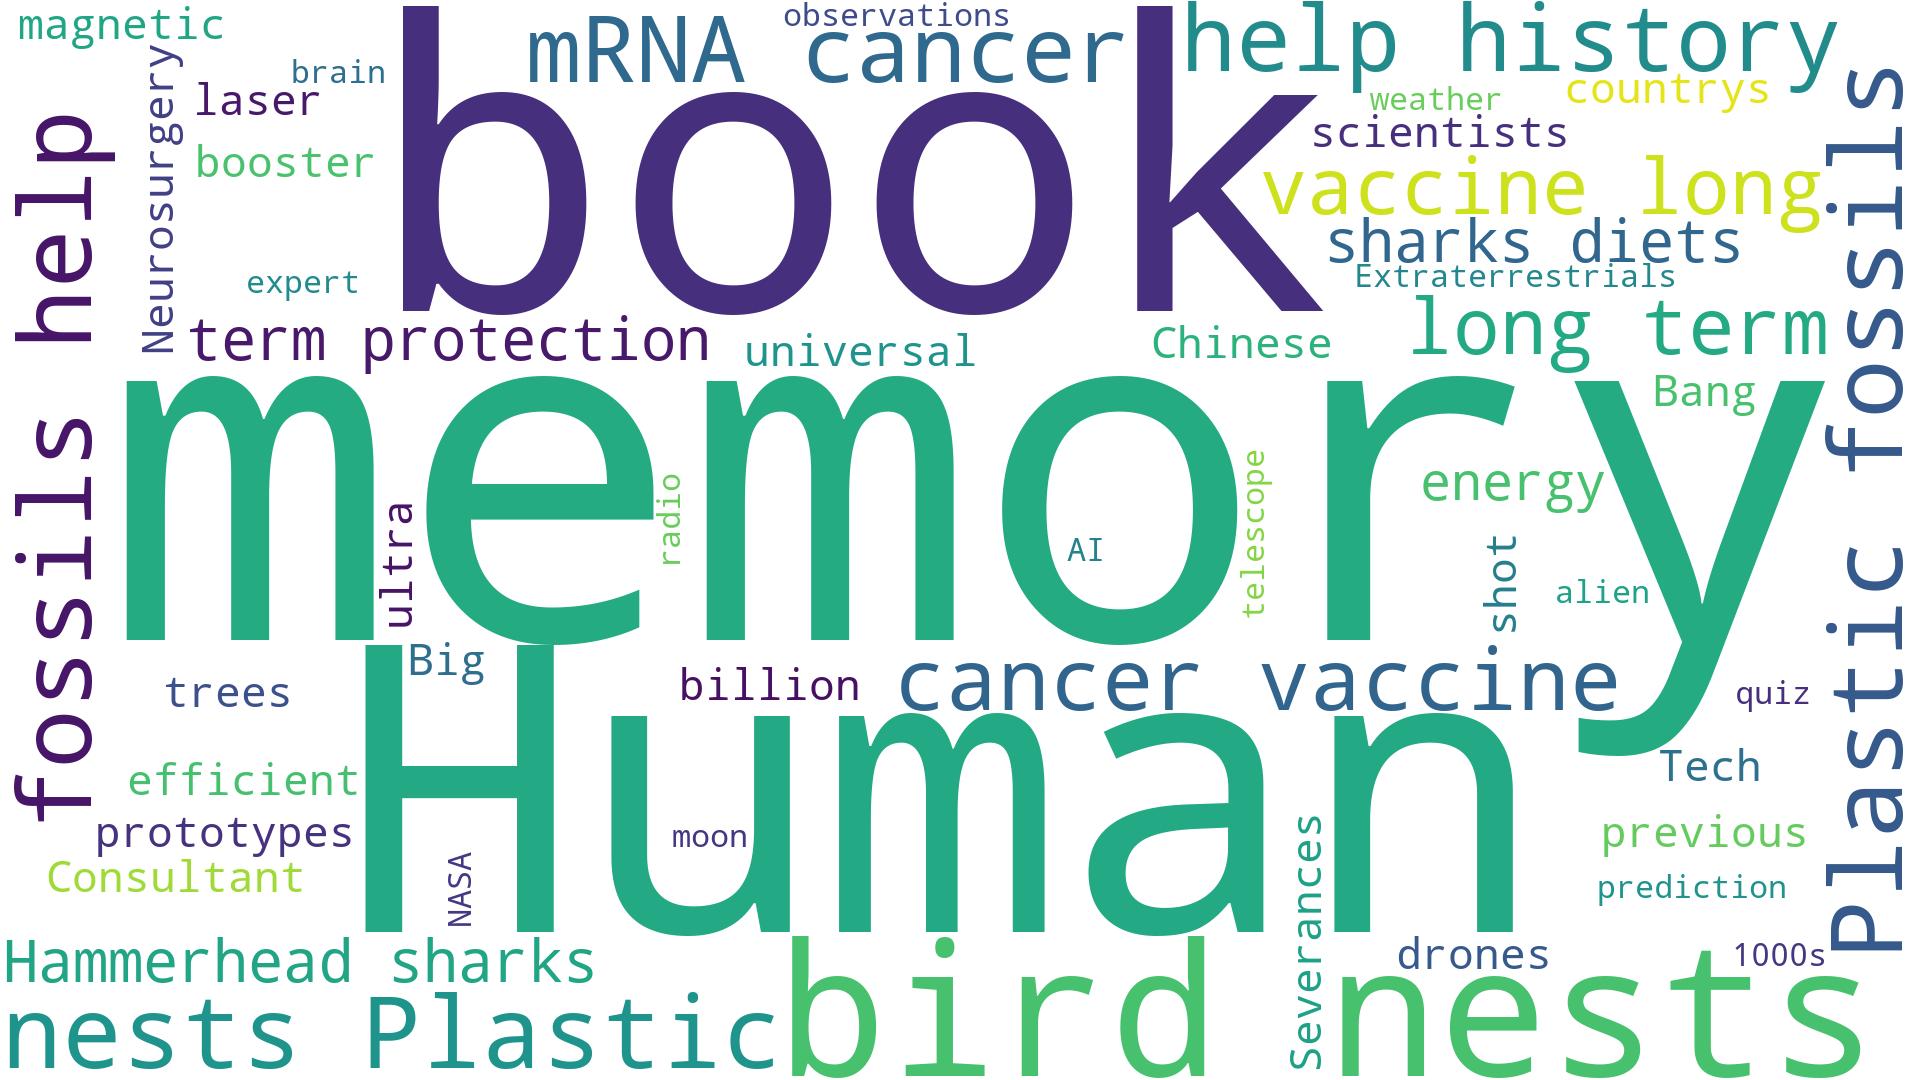 magnetic
observations
mRNA cancer
help history
brain
laser
Neurosurgery
booster
book
weather
countrys
scientists
vaccine long
sharks diets
Extraterrestrials
expert
term protection
universal
Chinese
long term
fossils help
Plastic fossils
memory
Bang
energy
radio
telescope
ultra
AI
shot
alien
Big
trees
billion
cancer vaccine
quiz
Human
Tech
efficient
prototypes
moon
previous
Consultant
NASA
prediction
Severrances
Hammerhead sharks
drones
1000s
nests Plastic
bird nests